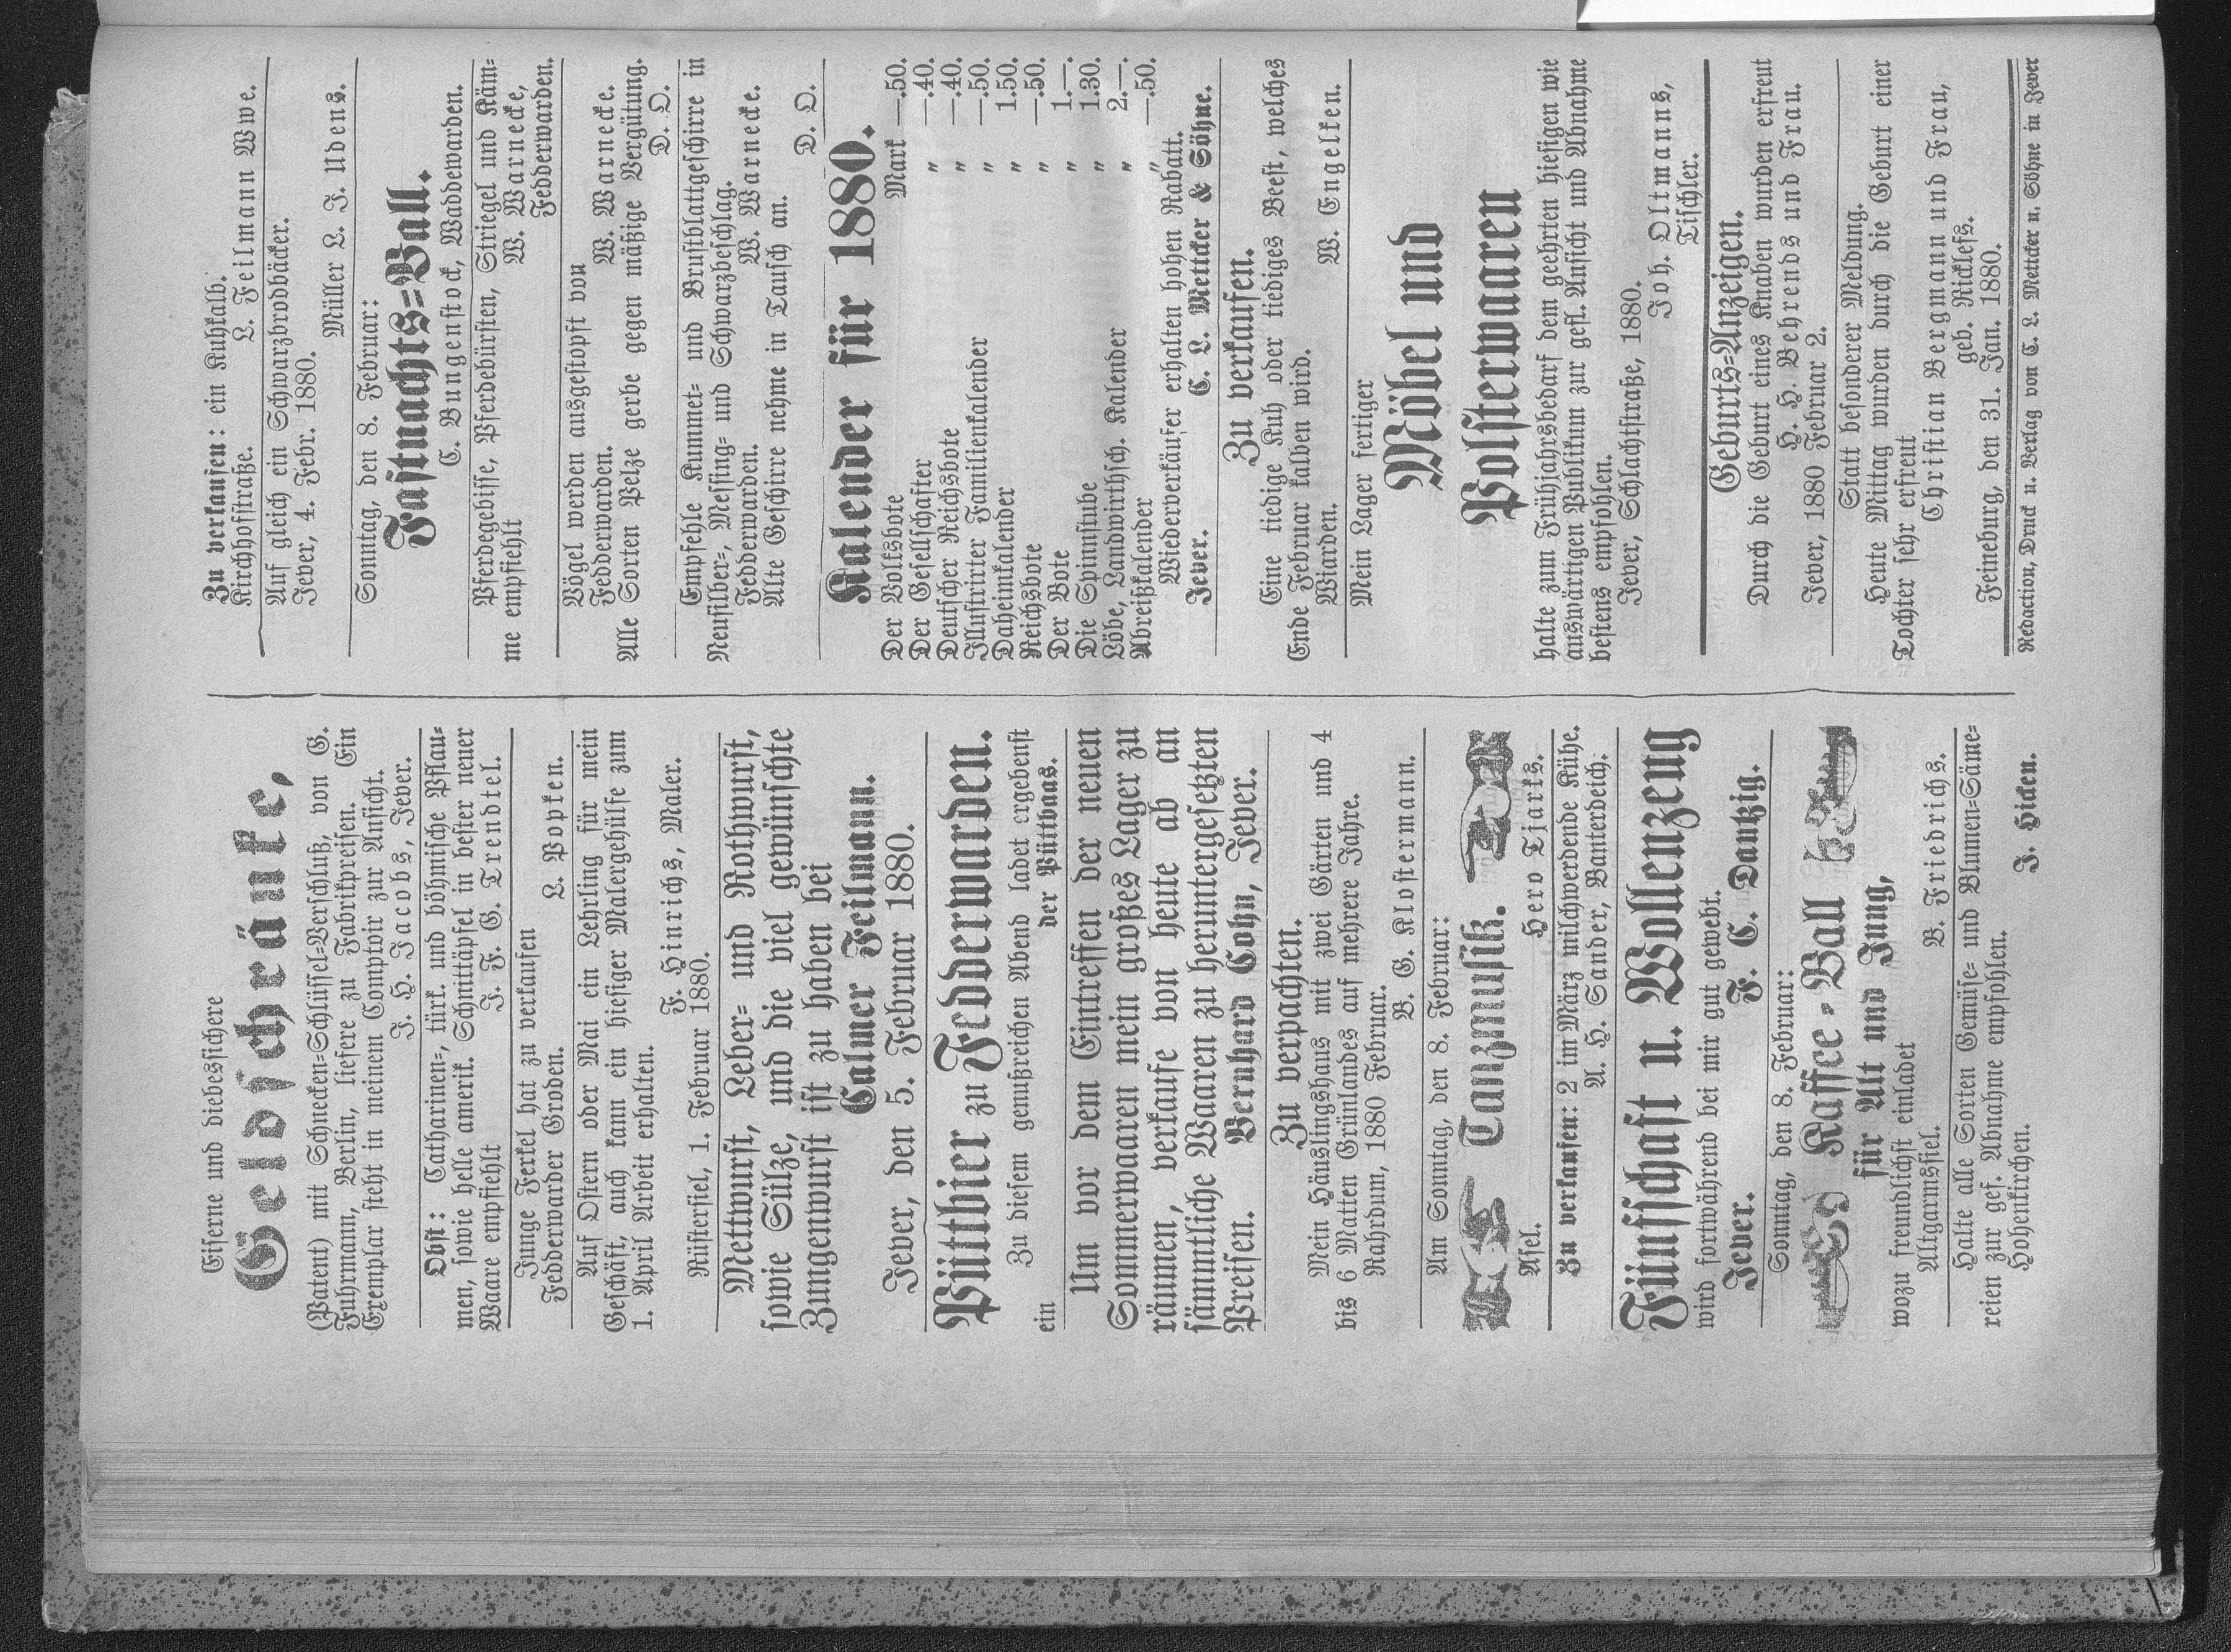 Eiserne und diebessichere
Geldschränke,
(Patent) mit Schnecken=Schlüssel=Verschluß, von G.
Fuhrmann, Berlin, liefere zu Fabrikpreisen. Ein
Exemplar steht in meinem Comptoir zur Ansicht.
J. H. Jacobs, Jever.
Obst: Catharinen=, türk. und böhmische Pflau=
men, sowie helle amerik. Schnittäpfel in bester neuer
Waare empfiehlt J. F. G. Trendtel.
Junge Ferkel hat zu verkaufen
Fedderwarder Groden. L. Popken.
Auf Ostern oder Mai ein Lehrling für mein
Geschäft, auch kann ein hiesiger Malergehülfe zum
1. April Arbeit erhalten.
F. Hinrichs, Maler.
Rüstersiel, 1. Februar 1880.
Mettwurst, Leber= und Rothwurst,
sowie Sülze, und die viel gewünschte
Zungenwurst ist zu haben bei
Calmer Feilmann.
Jever, den 5. Februar 1880.
Püttbier zu Fedderwarden.
Zu diesem genußreichen Abend ladet ergebenst
ein der Püttbaas.
Um vor dem Eintreffen der neuen
Sommerwaaren mein großes Lager zu
räumen, verkaufe von heute ab an
sämmtliche Waaren zu heruntergesetzten
Preisen. Bernhard Cohn, Jever.
Zu verpachten.
Mein Häuslingshaus mit zwei Gärten und 4
bis 6 Matten Grünlandes auf mehrere Jahre.
Rahrdum, 1880 Februar.
B. G. Klostermann.
Am Sonntag, den 8. Februar:
Tanzmusik.
Asel. Hero Tjarks.
Zu verkaufen: 2 im März milchwerdende Kühe.
A. H. Sander, Banterdeich.
Fünfschaft u. Wollenzeug
wird fortwährend bei mir gut gewebt.
Jever. F. C. Dantzig.
Sonntag, den 8. Februar:
Kaffee=Ball
für Alt und Jung,
wozu freundlichst einladet
Altgarmssiel. B. Friedrichs.
Halte alle Sorten Gemüse= und Blumen=Säme=
reien zur gef. Abnahme empfohlen.
Hohenkirchen.
J. Hicken.
Zu verkaufen: ein Kuhkalb.
Kirchhofstraße. L. Feilmann Wwe.
Auf gleich ein Schwarzbrodbäcker.
Jever, 4. Febr. 1880.
Müller L. J. Udens.
Sonntag, den 8. Februar:
Fastnachts=Ball.
C. Bungenstock, Waddewarden.
Pferdegebisse, Pferdebürsten, Striegel und Käm=
me empfiehlt W. Warnecke,
Fedderwarden.
Vögel werden ausgestopft von
Fedderwarden. W. Warnecke.
Alle Sorten Pelze gerbe gegen mäßige Vergütung.
D. O.
Empfehle Kummet= und Brustblattgeschirre in
Neusilber=, Messing= und Schwarzbeschlag.
Fedderwarden. W. Warnecke.
Alte Geschirre nehme in Tausch an.
D. O.
Kalender für 1880.
Der Volksbote Mark —.50.
Der Gesellschafter " —.40.
Deutscher Reichsbote " —.40.
Illustrirter Familienkalender " —.50.
Daheimkalender " 1.50.
Reichsbote " —.50.
Der Bote " 1.—.
Die Spinnstube " 1.30.
Löbe, Landwirthsch. Kalender " 2.—.
Abreißkalender " —.50.
Wiederverkäufer erhalten hohen Rabatt.
Jever. C. L. Mettcker & Söhne.
Zu verkaufen.
Eine tiedige Kuh oder tiediges Beest, welches
Ende Februar kalben wird.
Wiarden. W. Engelken.
Mein Lager fertiger
Möbel und
Polsterwaaren
halte zum Frühjahrsbedarf dem geehrten hiesigen wie
auswärtigen Publikum zur gefl. Ansicht und Abnahme
bestens empfohlen.
Jever, Schlachtstraße, 1880.
Joh. Oltmanns,
Tischler.
Geburts=Anzeigen.
Durch die Geburt eines Knaben wurden erfreut
H. H. Behrends und Frau.
Jever, 1880 Februar 2.
Statt besonderer Meldung.
Heute Mittag wurden durch die Geburt einer
Tochter sehr erfreut
Christian Bergmann und Frau,
geb. Ricklefs.
Feineburg, den 31. Jan. 1880.
Redaction, Druck u. Verlag von C. L. Mettcker u. Söhne in Jever